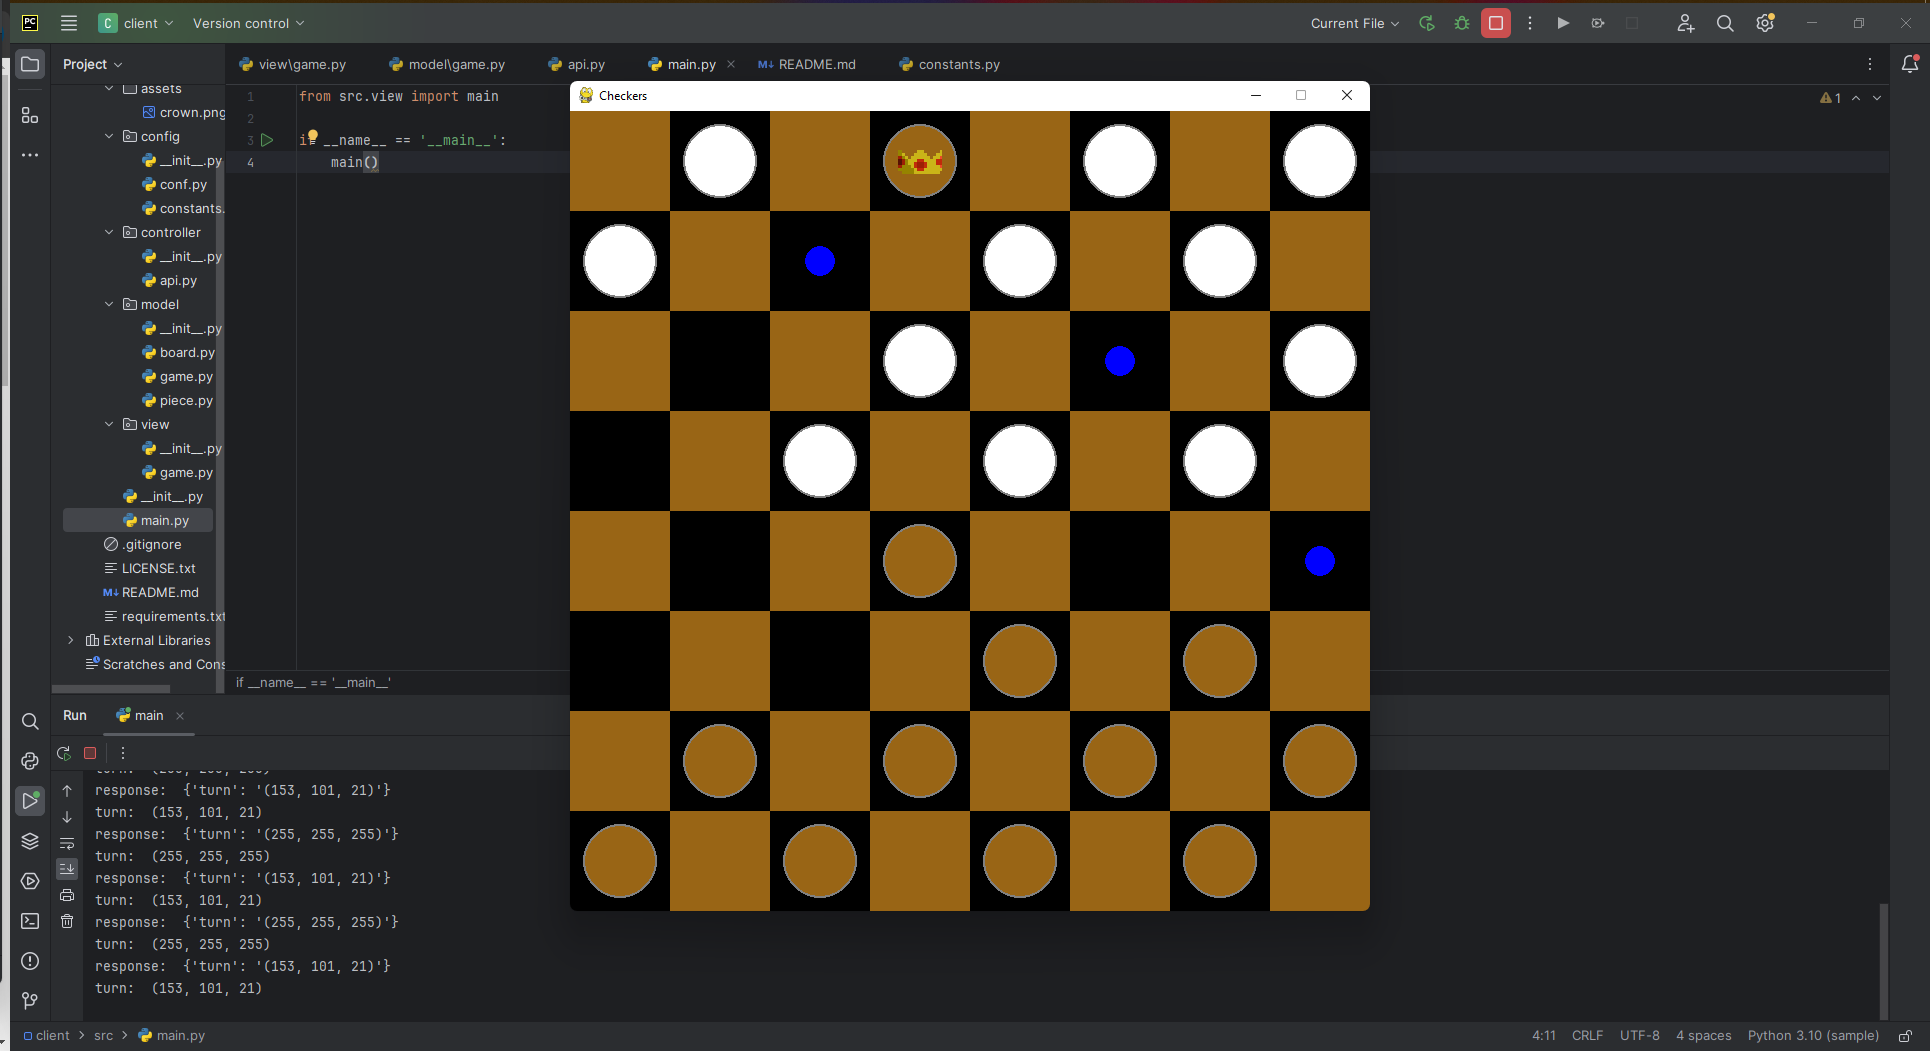 PC
C client
Version control
Current File
Project
view\game.py
model\game.py
api.py
main.py
M↓ README.md
constants.py
assets
crown.png
config
__init__.py
conf.py
constants.
controller
__init__.py
api.py
model
__init__.py
board.py
game.py
piece.py
view
__init__.py
game.py
__init__.py
main.py
.gitignore
LICENSE.txt
M↓ README.md
requirements.txt
External Libraries
Scratches and Cons
1 from src.view import main
2
3 i __name__ == '__main__':
4 main()
1
if __name__ == '__main__'
Checkers
Run
main
response: {'turn': '(153, 101, 21)'}
turn: (153, 101, 21)
response: {'turn': '(255, 255, 255)'}
turn: (255, 255, 255)
response: {'turn': '(153, 101, 21)'}
turn: (153, 101, 21)
response: {'turn': '(255, 255, 255)'}
turn: (255, 255, 255)
response: {'turn': '(153, 101, 21)'}
turn: (153, 101, 21)
client > src > main.py
4:11 CRLF UTF-8 4 spaces Python 3.10 (sample)